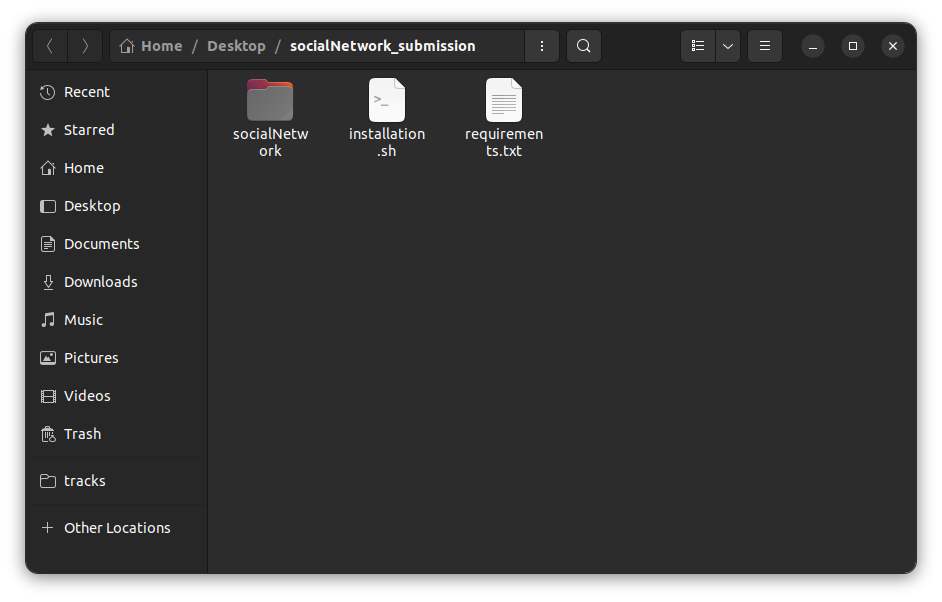 Home / Desktop / socialNetwork_submission
Recent
Starred
Home
Desktop
Documents
Downloads
Music
Pictures
Videos
Trash
tracks
Other Locations
socialNetw
ork
installation
.sh
requiremen
ts.txt